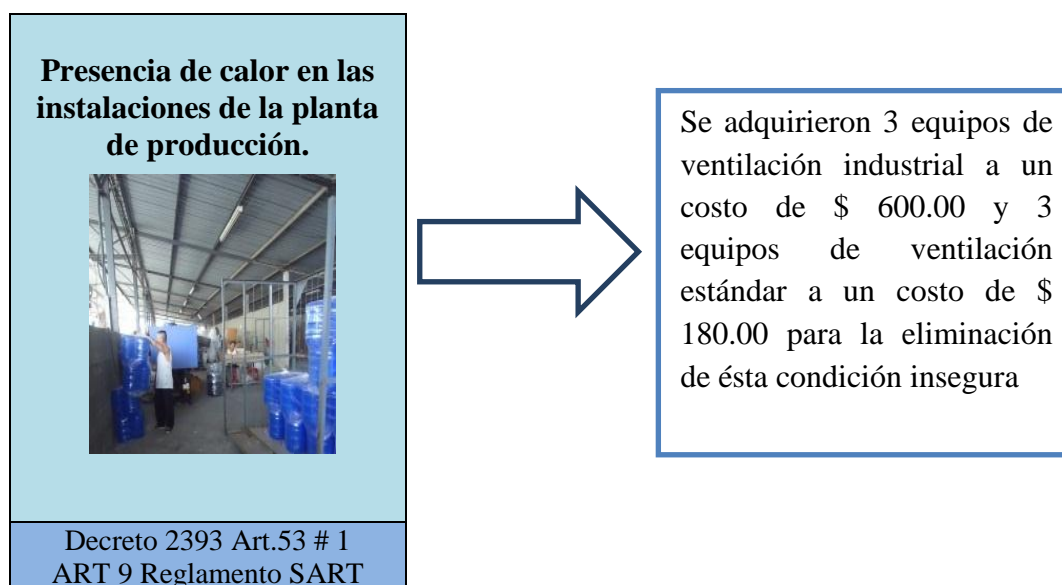 Presencia de calor en las
instalaciones de la planta
de producción.
Decreto 2393 Art.53 # 1
ART 9 Reglamento SART
Se adquirieron 3 equipos de
ventilación industrial a un
costo de $ 600.00 y 3
equipos de ventilación
estándar a un costo de $
180.00 para la eliminación
de ésta condición insegura